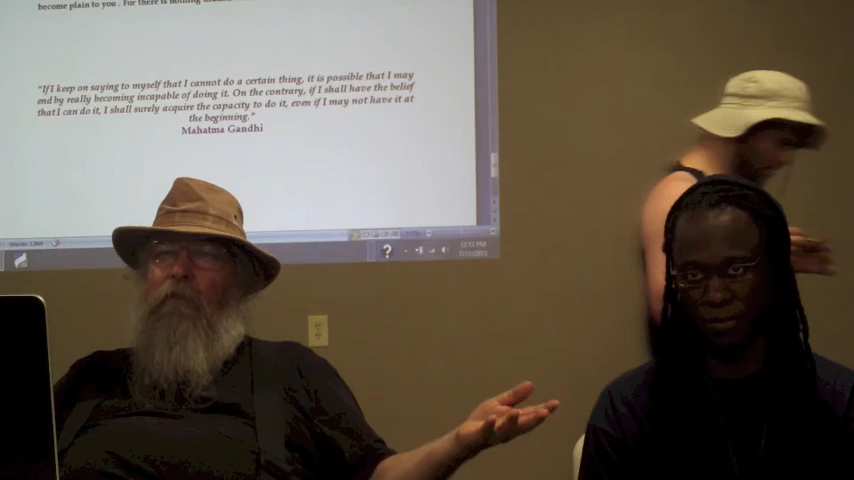 become plain to you . For there is nothing
"If I keep on saying to myself that I cannot do a certain thing, it is possible that I may
end by really becoming incapable of doing it. On the contrary, if I shall have the belief
that I can do it, I shall surely acquire the capacity to do it, even if I may not have it at
the beginning."
Mahatma Gandhi